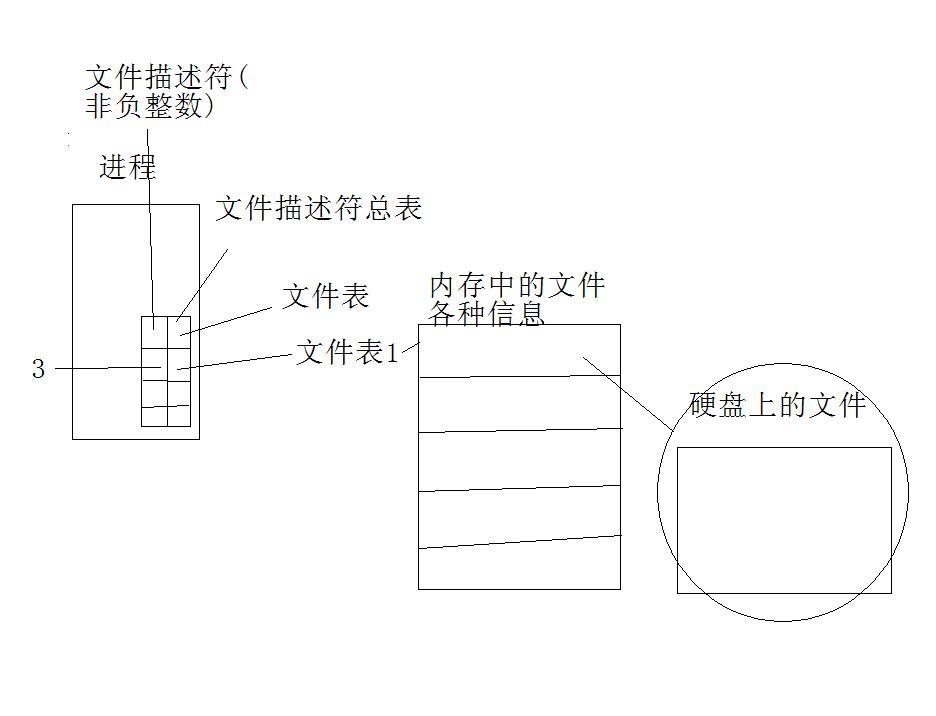 文件描述符(
非负整数)
进程
文件描述符总表
内存中的文件
各种信息
文件表
文件表1
3
硬盘上的文件